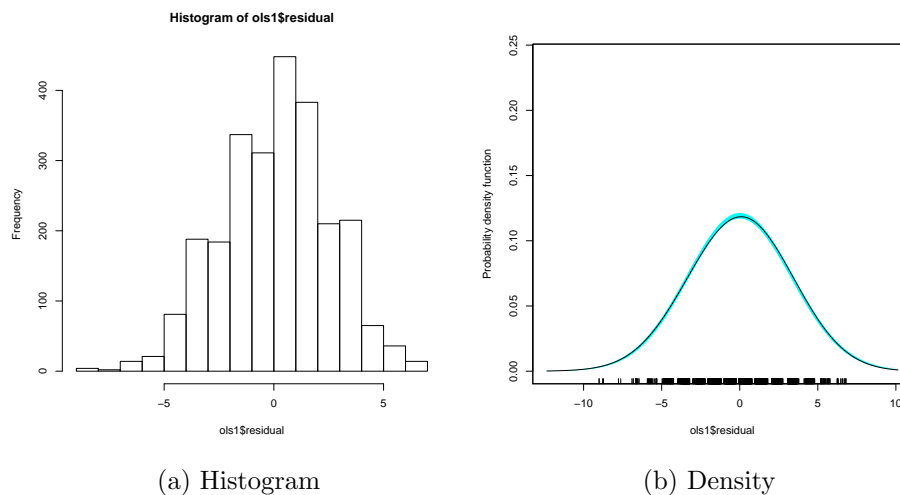 Histogram of ols1$residual
Frequency
0
100
200
300
400
−5
0
5
ols1$residual
(a) Histogram
Probability density function
0.00
0.05
0.10
0.15
0.20
0.25
−10
−5
0
5
10
ols1$residual
(b) Density